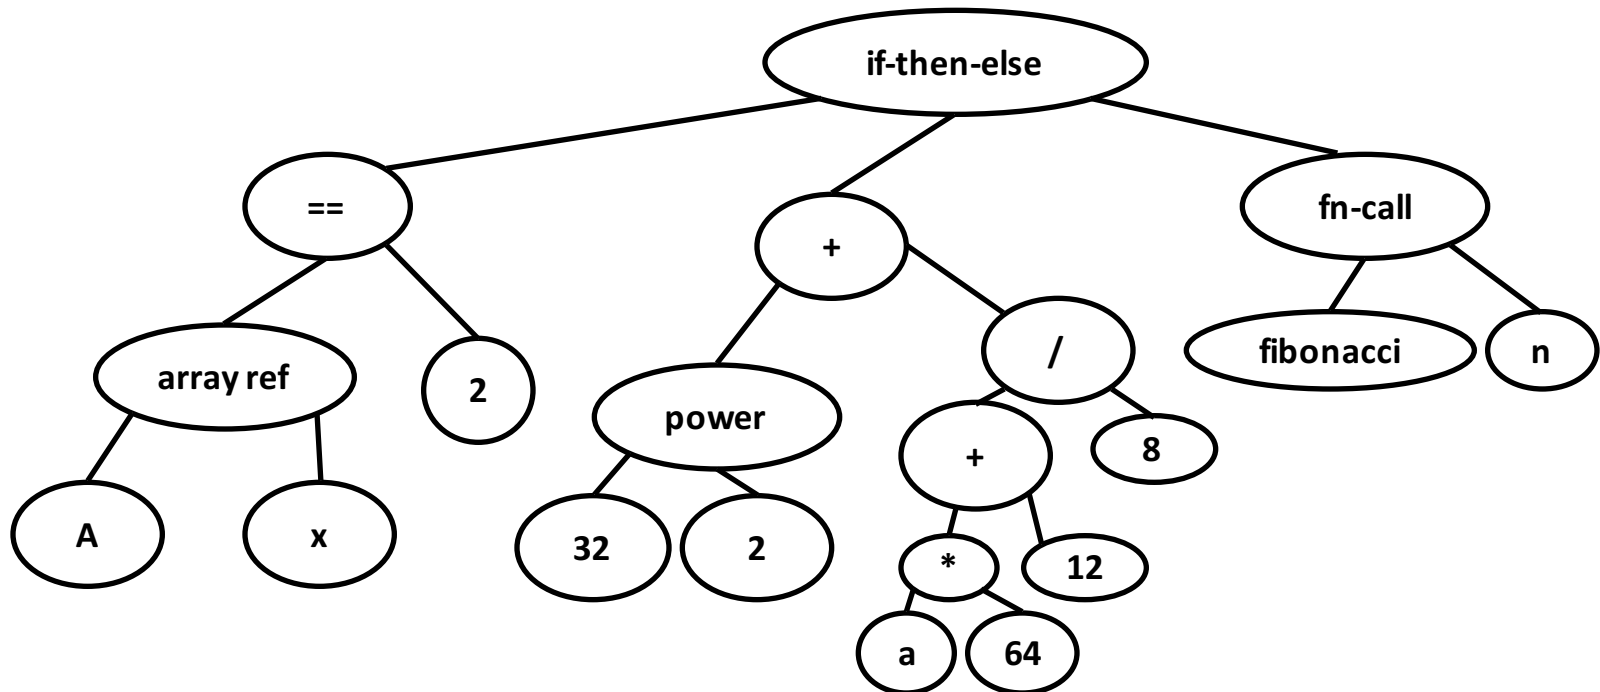 if-then-else
==
+
fn-call
array ref
2
power
/
fibonacci
n
A
x
32
2
+
8
*
12
a
64